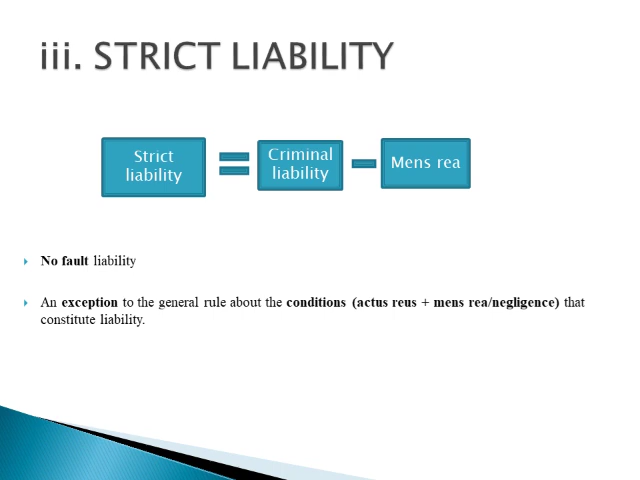 iii. STRICT LIABILITY
Strict
liability
Criminal
liability
Mens rea
No fault liability
An exception to the general rule about the conditions (actus reus + mens rea/negligence) that
constitute liability.